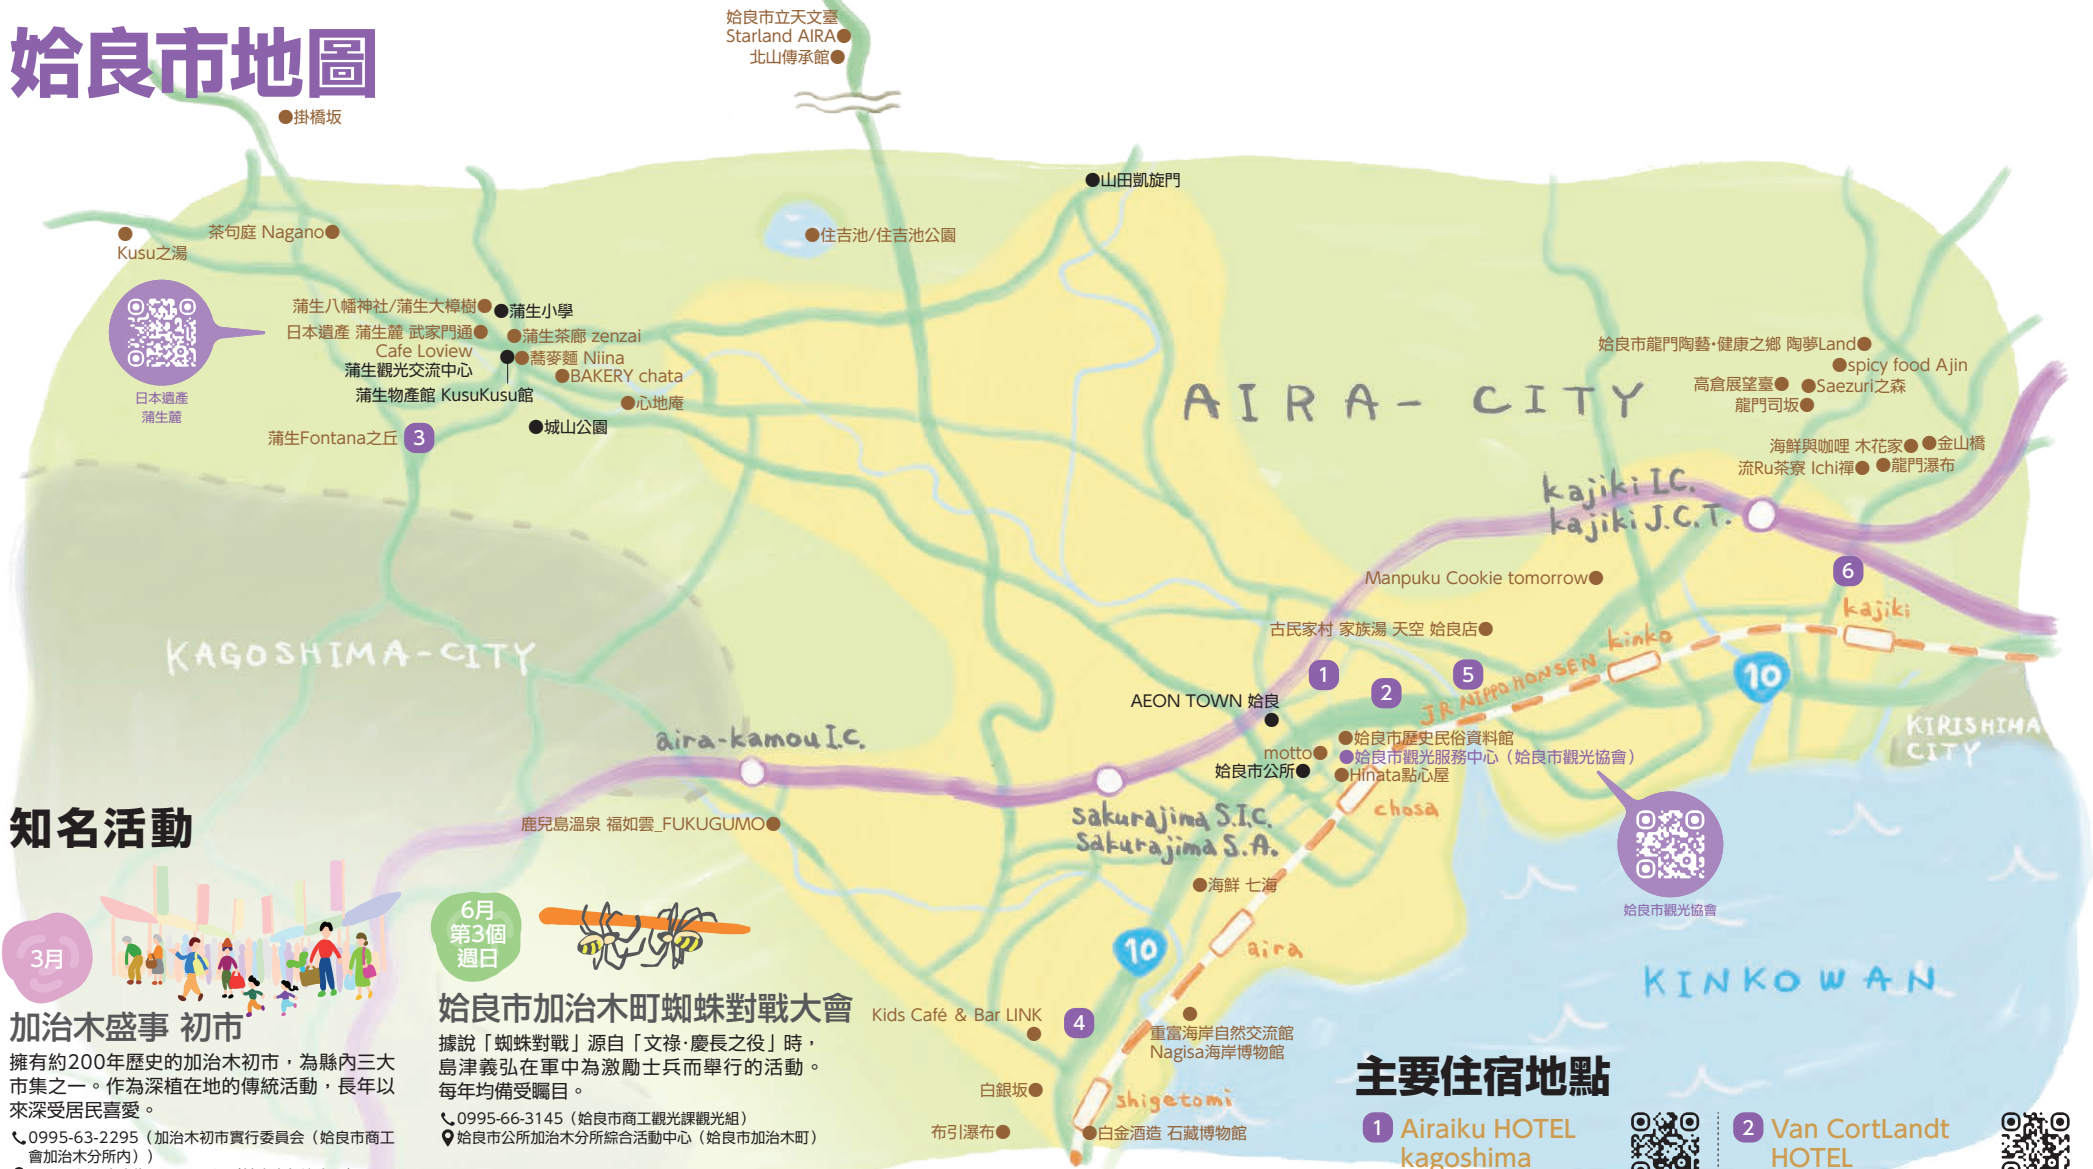 姶良市地圖
姶良市立天文臺
Starland AIRA
北山傳承館
掛橋坂
山田凱旋門
茶句庭 Nagano
Kusu之湯
住吉池/住吉池公園
日本遺產
蒲生麓
蒲生八幡神社/蒲生大樟樹
蒲生小學
日本遺產 蒲生麓 武家門通
蒲生茶廊 zenzai
Cafe Loview
蕎麥麵 Niina
蒲生觀光交流中心
BAKERY chata
蒲生物產館 KusuKusu館
心地庵
城山公園
蒲生Fontana之丘
3
AIRA-CITY
姶良市龍門陶藝・健康之鄉 陶夢Land
spicy food Ajin
高倉展望臺
Saezuri之森
龍門司坂
海鮮與咖哩 木花家
金山橋
流Ru茶寮 Ichi禪
龍門瀑布
kajiki I.C.
kajiki J.C.T.
Manpuku Cookie tomorrow
6
kajiki
古民家村 家族湯 天空 姶良店
kinko
KAGOSHIMA-CITY
1
2
5
JR NIPPO HONSEN
10
AEON TOWN 姶良
KIRISHIMA
CITY
aira-kamou I.C.
姶良市歷史民俗資料館
motto
姶良市觀光服務中心（姶良市觀光協會）
姶良市公所
Hinata點心屋
chosa
sakurajima S.I.C.
sakurajima S.A.
鹿兒島溫泉 福如雲_FUKUGUMO
海鮮 七海
姶良市觀光協會
10
aira
KINKOWAN
Kids Café & Bar LINK
4
重富海岸自然交流館
Nagisa海岸博物館
白銀坂
shigetomi
布引瀑布
白金酒造 石藏博物館
知名活動
3月
加治木盛事 初市
擁有約200年歷史的加治木初市，為縣內三大
市集之一。作為深植在地的傳統活動，長年以
來深受居民喜愛。
0995-63-2295（加治木初市實行委員会（姶良市商工
會加治木分所內））
6月
第3個
週日
姶良市加治木町蜘蛛對戰大會
據說「蜘蛛對戰」源自「文祿・慶長之役」時，
島津義弘在軍中為激勵士兵而舉行的活動。
每年均備受矚目。
0995-66-3145（姶良市商工觀光課觀光組）
姶良市公所加治木分所綜合活動中心（姶良市加治木町）
主要住宿地點
1 Airaiku HOTEL
kagoshima
2 Van CortLandt
HOTEL